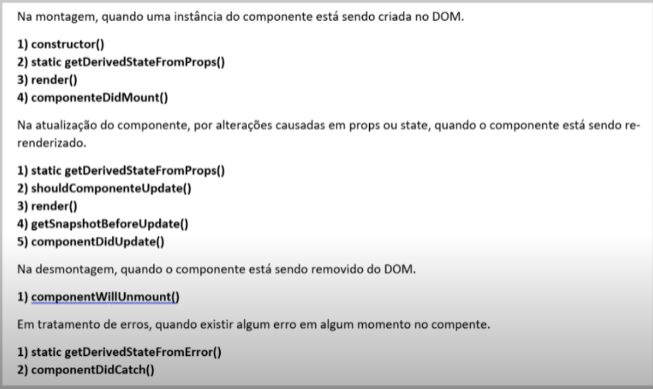 Na montagem, quando uma instância do componente está sendo criada no DOM.
1) constructor()
2) static getDerivedStateFromProps()
3) render()
4) componenteDidMount()
Na atualização do componente, por alterações causadas em props ou state, quando o componente está sendo re-
renderizado.
1) static getDerivedStateFromProps()
2) shouldComponenteUpdate()
3) render()
4) getSnapshotBeforeUpdate()
5) componentDidUpdate()
Na desmontagem, quando o componente está sendo removido do DOM.
1) componentWillUnmount()
Em tratamento de erros, quando existir algum erro em algum momento no compente.
1) static getDerivedStateFromError()
2) componentDidCatch()